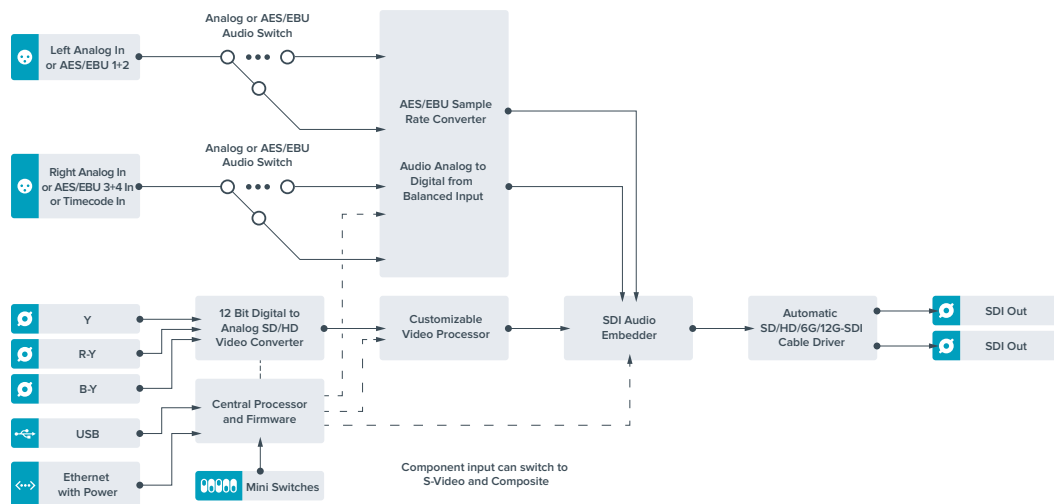 Analog or AES/EBU
Audio Switch
Left Analog In
or AES/EBU 1+2
AES/EBU Sample
Rate Converter
Analog or AES/EBU
Audio Switch
Right Analog In
or AES/EBU 3+4 In
or Timecode In
Audio Analog to
Digital from
Balanced Input
Y
R-Y
B-Y
12 Bit Digital to
Analog SD/HD
Video Converter
Customizable
Video Processor
SDI Audio
Embedder
Automatic
SD/HD/6G/12G-SDI
Cable Driver
SDI Out
SDI Out
Central Processor
and Firmware
USB
Ethernet
with Power
Mini Switches
Component input can switch to
S-Video and Composite